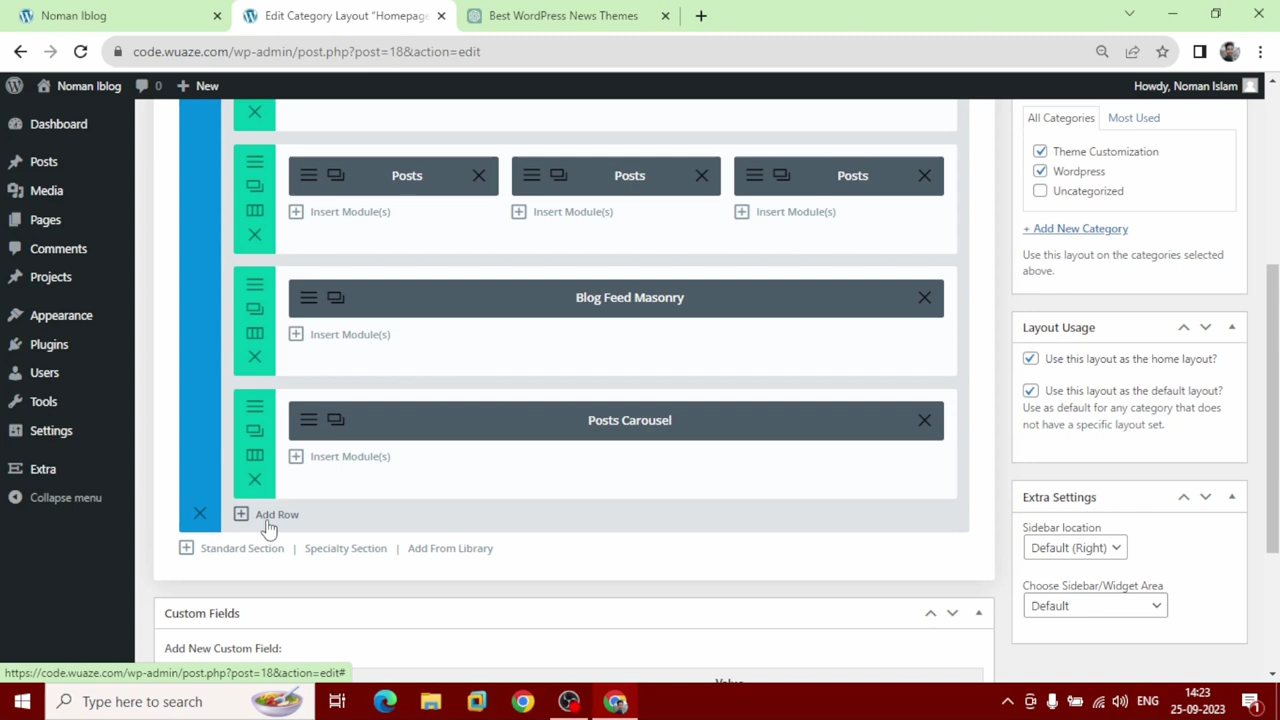 Noman Iblog
Edit Category Layout “Homepage
Best WordPress News Themes
code.wuaze.com/wp-admin/post.php?post=18&action=edit
Noman Iblog
0
New
Howdy, Noman Islam
Dashboard
Posts
Media
Pages
Comments
Projects
Appearance
Plugins
Users
Tools
Settings
Extra
Collapse menu
Posts
Posts
Posts
Insert Module(s)
Insert Module(s)
Insert Module(s)
Blog Feed Masonry
Insert Module(s)
Posts Carousel
Insert Module(s)
Add Row
Standard Section | Specialty Section | Add From Library
Custom Fields
Add New Custom Field:
Value
All Categories
Most Used
Theme Customization
Wordpress
Uncategorized
+ Add New Category
Use this layout on the categories selected
above.
Layout Usage
Use this layout as the home layout?
Use this layout as the default layout?
Use as default for any category that does
not have a specific layout set.
Extra Settings
Sidebar location
Default (Right)
Choose Sidebar/Widget Area
Default
https://code.wuaze.com/wp-admin/post.php?post=18&action=edit#
Type here to search
ENG
14:23
25-09-2023
1